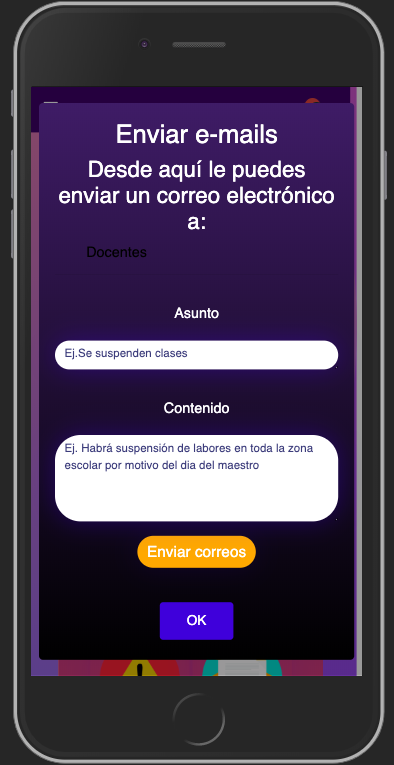 Enviar e-mails
Desde aquí le puedes
enviar un correo electrónico
a:
Docentes
Asunto
Ej.Se suspenden clases
Contenido
Ej. Habrá suspensión de labores en toda la zona
escolar por motivo del dia del maestro
Enviar correos
OK